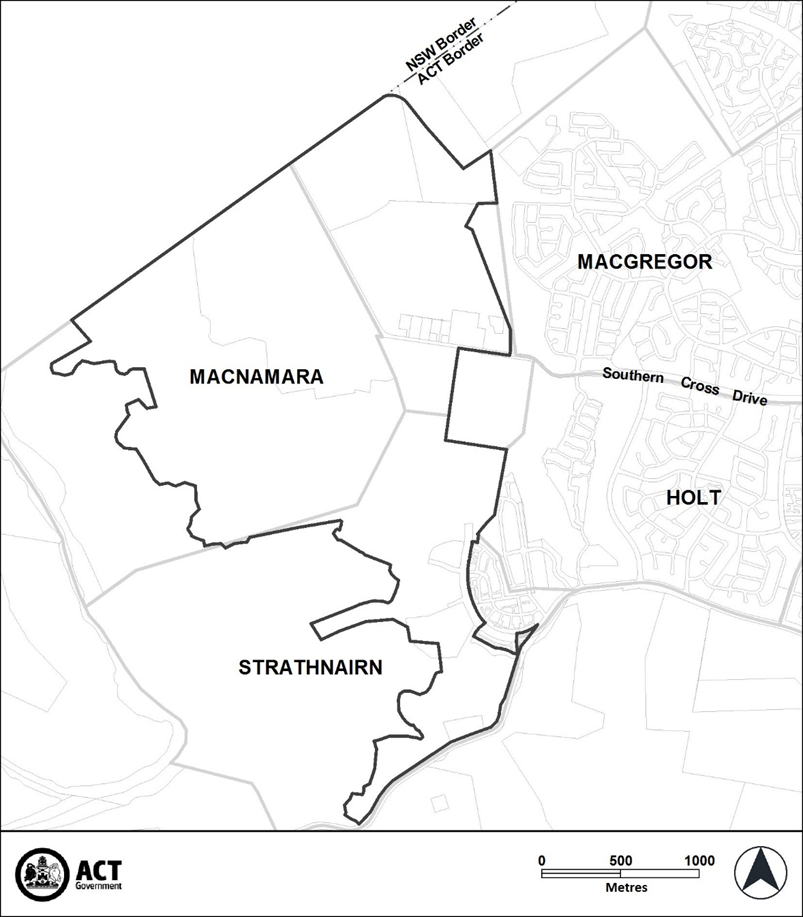 NSW Border
ACT Border
MACGREGOR
MACNAMARA
Southern Cross Drive
HOLT
STRATHNAIRN
ACT
Government
0 500 1000
Metres